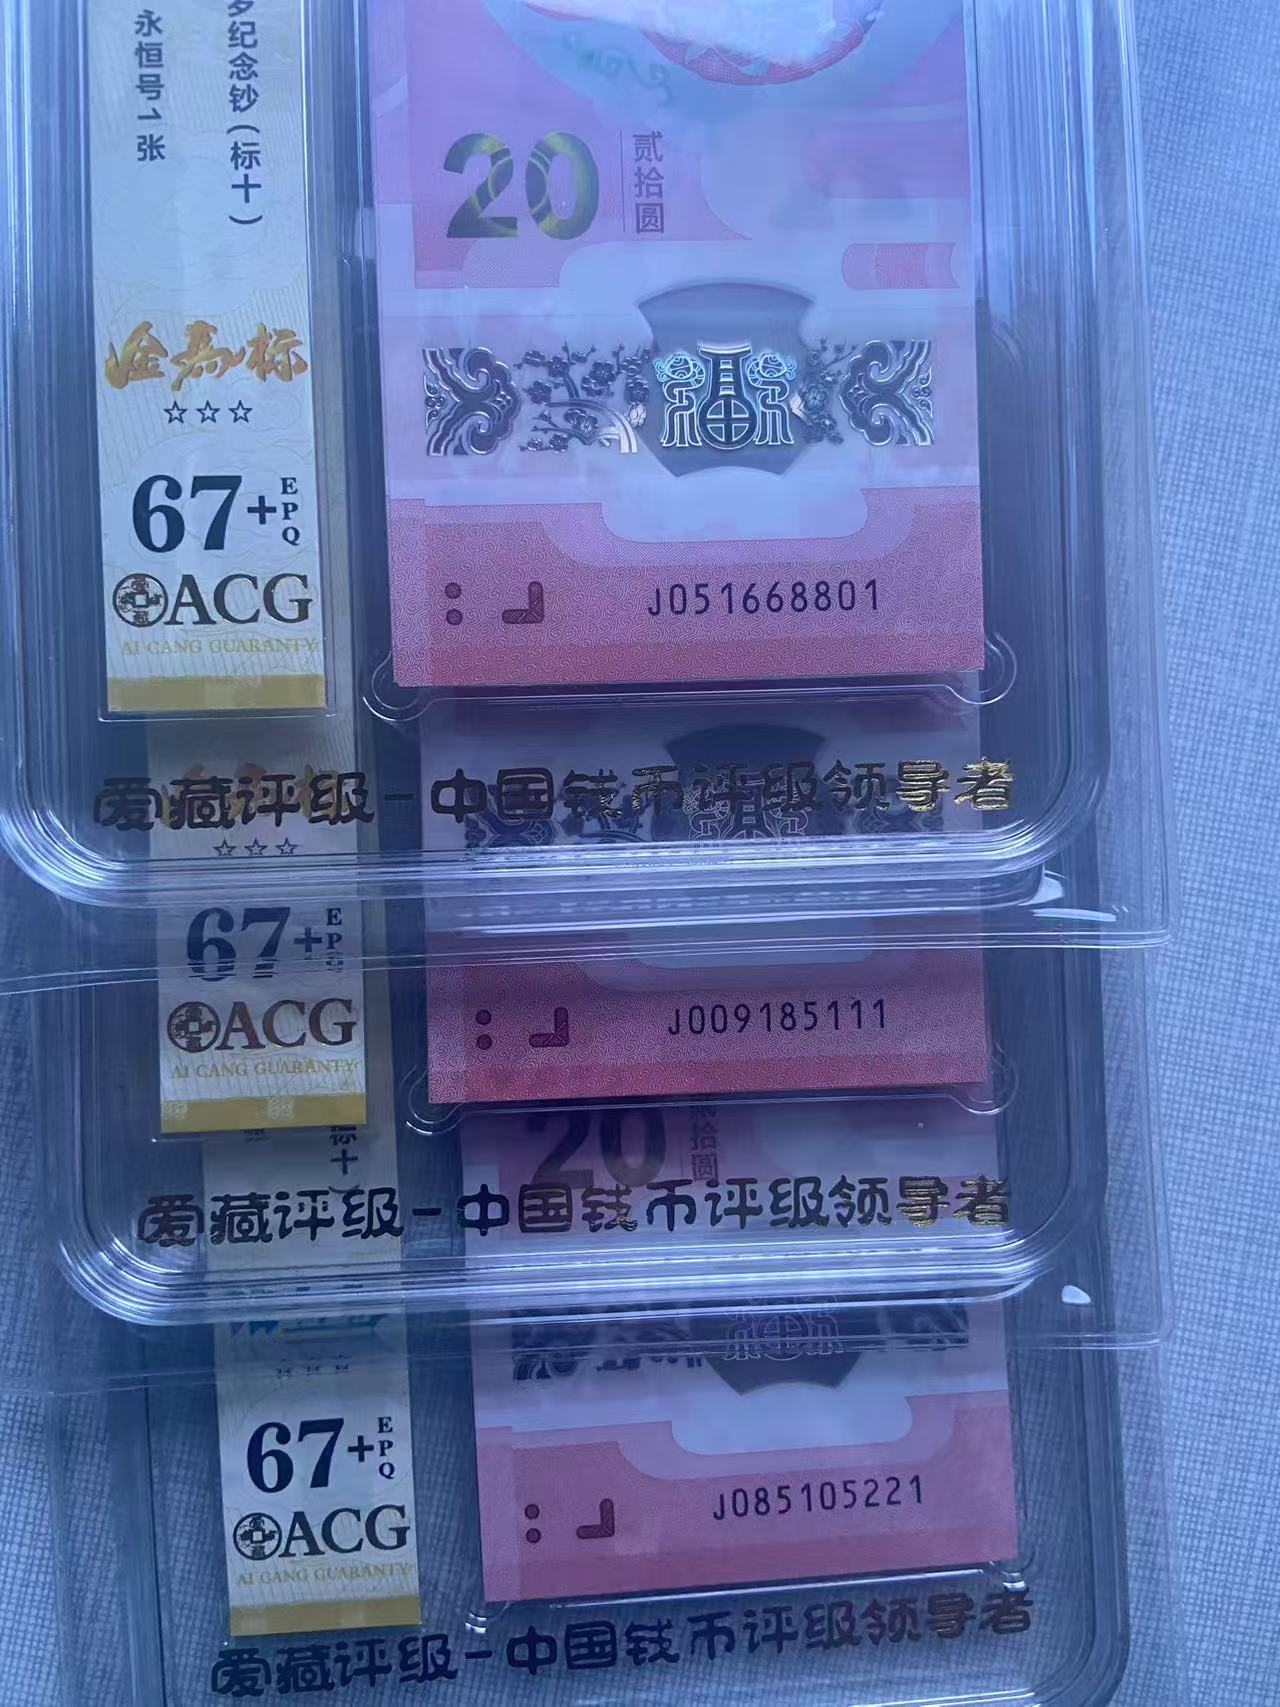 纪念钞(标十)
永恒号1张
金马标
☆☆☆
67+EPQ
ACG
AI CANG GUARANTY
20
贰拾圆
J051668801
爱藏评级-中国钱币评级领导者
☆☆☆
67+EPQ
ACG
AI CANG GUARANTY
J009185111
标十
20
贰拾圆
爱藏评级-中国钱币评级领导者
67+EPQ
ACG
AI CANG GUARANTY
J085105221
爱藏评级-中国钱币评级领导者